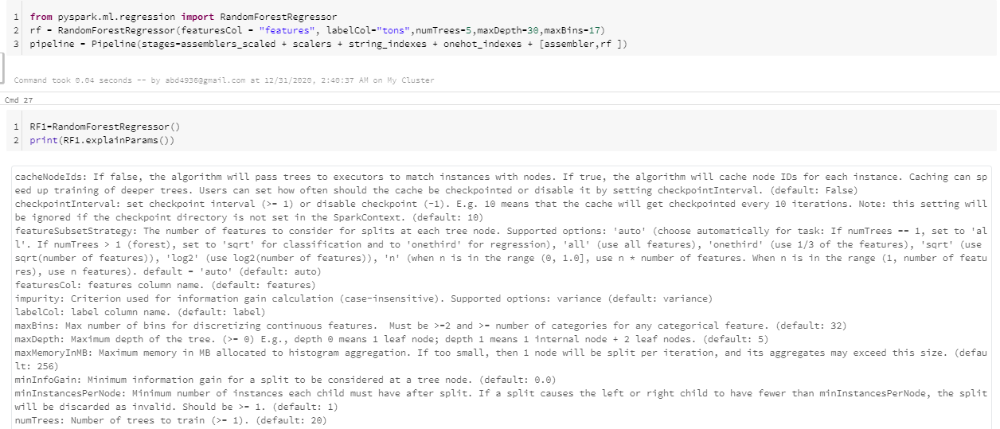 1 from pyspark.ml.regression import RandomForestRegressor
2 rf = RandomForestRegressor(featuresCol = "features", labelCol="tons",numTrees=5,maxDepth=30,maxBins=17)
3 pipeline = Pipeline(stages=assemblers_scaled + scalers + string_indexes + onehot_indexes + [assembler,rf ])
Command took 0.04 seconds -- by abd4936@gmail.com at 12/31/2020, 2:40:37 AM on My Cluster
Cmd 27
1 RF1=RandomForestRegressor()
2 print(RF1.explainParams())
cacheNodeIds: If false, the algorithm will pass trees to executors to match instances with nodes. If true, the algorithm will cache node IDs for each instance. Caching can sp
eed up training of deeper trees. Users can set how often should the cache be checkpointed or disable it by setting checkpointInterval. (default: False)
checkpointInterval: set checkpoint interval (>= 1) or disable checkpoint (-1). E.g. 10 means that the cache will get checkpointed every 10 iterations. Note: this setting will
be ignored if the checkpoint directory is not set in the SparkContext. (default: 10)
featureSubsetStrategy: The number of features to consider for splits at each tree node. Supported options: 'auto' (choose automatically for task: If numTrees == 1, set to 'al
l'. If numTrees > 1 (forest), set to 'sqrt' for classification and to 'onethird' for regression), 'all' (use all features), 'onethird' (use 1/3 of the features), 'sqrt' (use
sqrt(number of features)), 'log2' (use log2(number of features)), 'n' (when n is in the range (0, 1.0], use n * number of features. When n is in the range (1, number of featu
res), use n features). default = 'auto' (default: auto)
featuresCol: features column name. (default: features)
impurity: Criterion used for information gain calculation (case-insensitive). Supported options: variance (default: variance)
labelCol: label column name. (default: label)
maxBins: Max number of bins for discretizing continuous features.  Must be >=2 and >= number of categories for any categorical feature. (default: 32)
maxDepth: Maximum depth of the tree. (>= 0) E.g., depth 0 means 1 leaf node; depth 1 means 1 internal node + 2 leaf nodes. (default: 5)
maxMemoryInMB: Maximum memory in MB allocated to histogram aggregation. If too small, then 1 node will be split per iteration, and its aggregates may exceed this size. (defau
lt: 256)
minInfoGain: Minimum information gain for a split to be considered at a tree node. (default: 0.0)
minInstancesPerNode: Minimum number of instances each child must have after split. If a split causes the left or right child to have fewer than minInstancesPerNode, the split
will be discarded as invalid. Should be >= 1. (default: 1)
numTrees: Number of trees to train (>= 1). (default: 20)